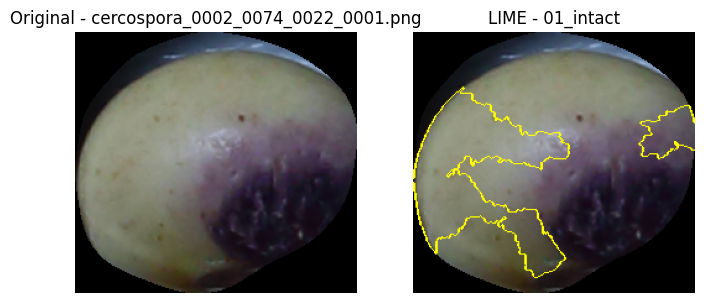 Original - cercospora_0002_0074_0022_0001.png
LIME - 01_intact